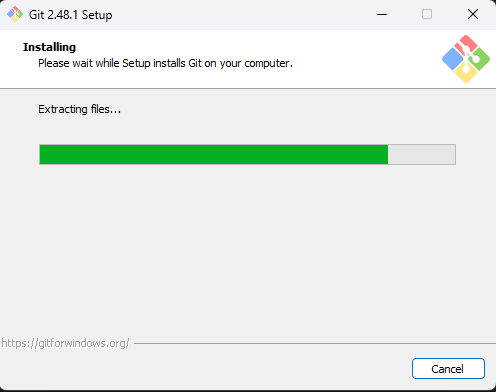 Git 2.48.1 Setup
Installing
Please wait while Setup installs Git on your computer.
Extracting files...
https://gitforwindows.org/
Cancel